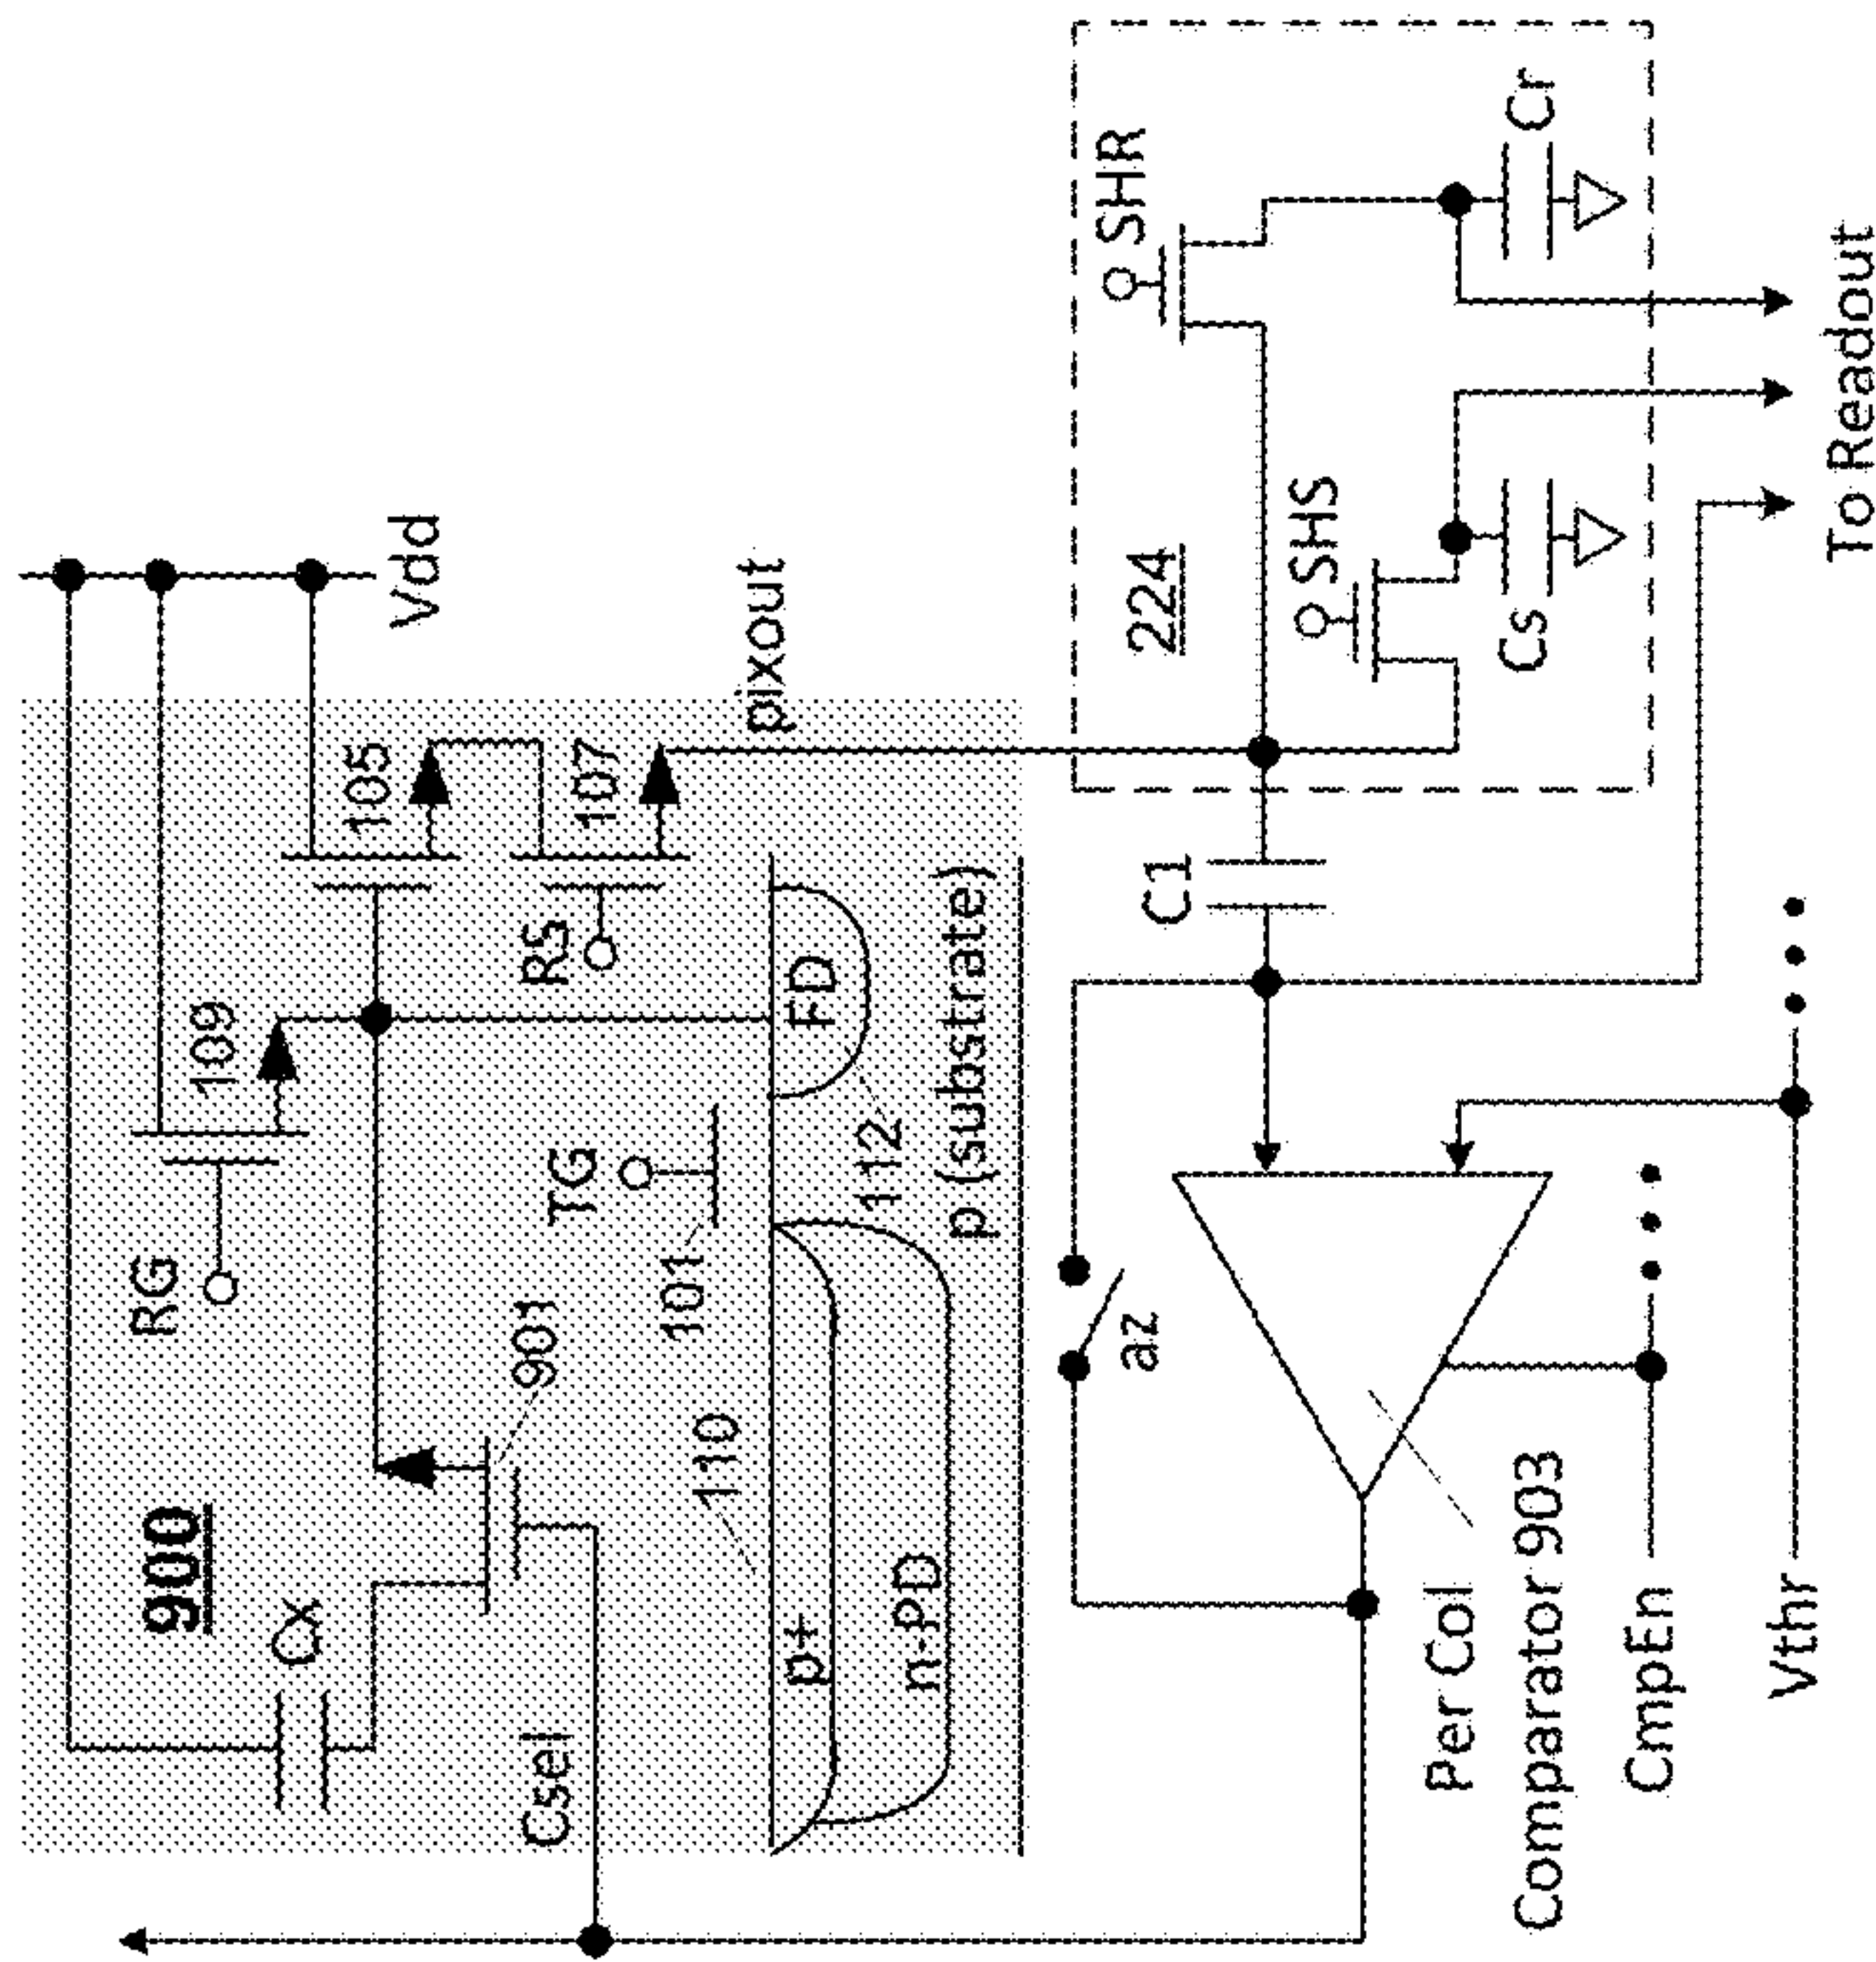 900
Cx
RG
109
105
Vdd
Csel
901
TG
RS
107
pixout
101
110
p+
n-PD
FD
112
p (substrate)
az
C1
224
SHR
SHS
Cs
Cr
Per Col
Comparator 903
CmpEn
Vthr
To Readout